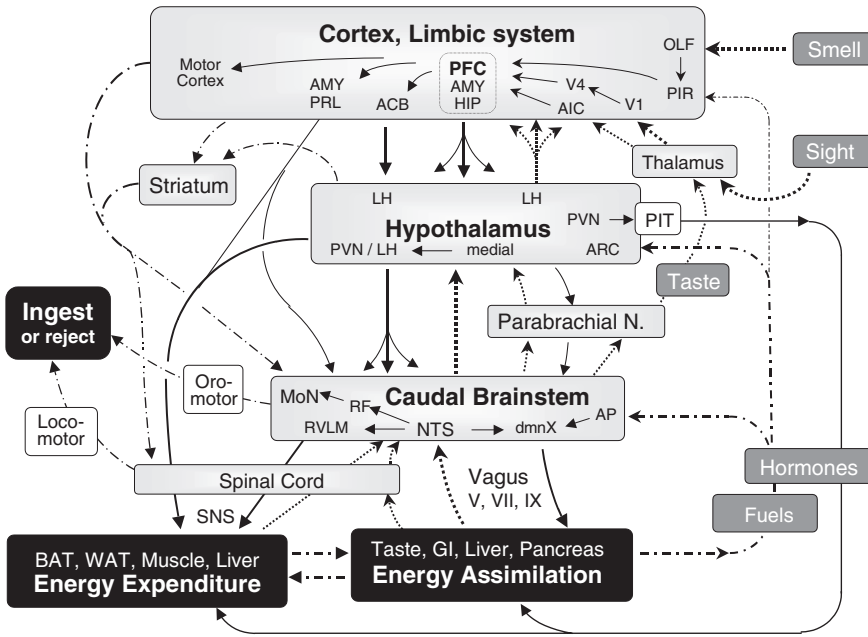 Cortex, Limbic system
OLF
Smell
Motor
Cortex
PFC
AMY
HIP
AMY
PRL
ACB
V4
AIC
V1
PIR
Thalamus
Sight
Striatum
LH
LH
Hypothalamus
PVN
PIT
PVN / LH
medial
ARC
Taste
Ingest
or reject
Parabrachial N.
Oro-
motor
Caudal Brainstem
MoN
RF
AP
RVLM
NTS
dmnX
Loco-
motor
Spinal Cord
Vagus
V, VII, IX
Hormones
SNS
Fuels
BAT, WAT, Muscle, Liver
Energy Expenditure
Taste, GI, Liver, Pancreas
Energy Assimilation